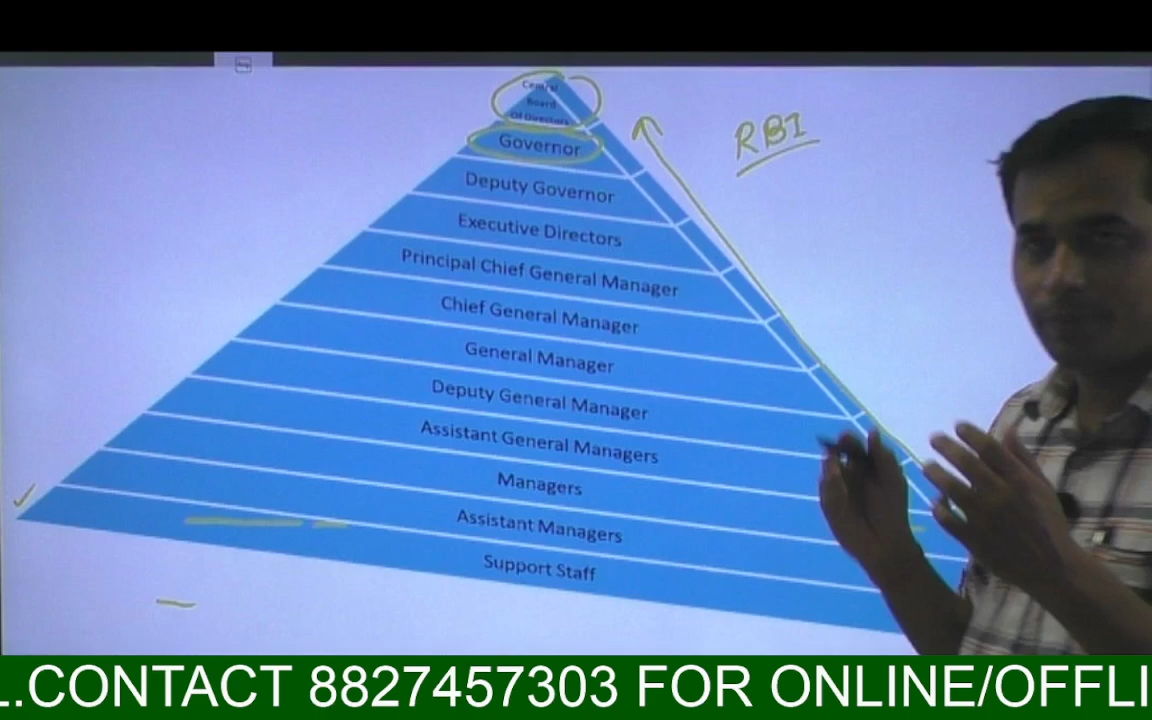 Central
Board
Of Directors
Governor
RBI
Deputy Governor
Executive Directors
Principal Chief General Manager
Chief General Manager
General Manager
Deputy General Manager
Assistant General Managers
Managers
Assistant Managers
Support Staff
..CONTACT 8827457303 FOR ONLINE/OFFLI